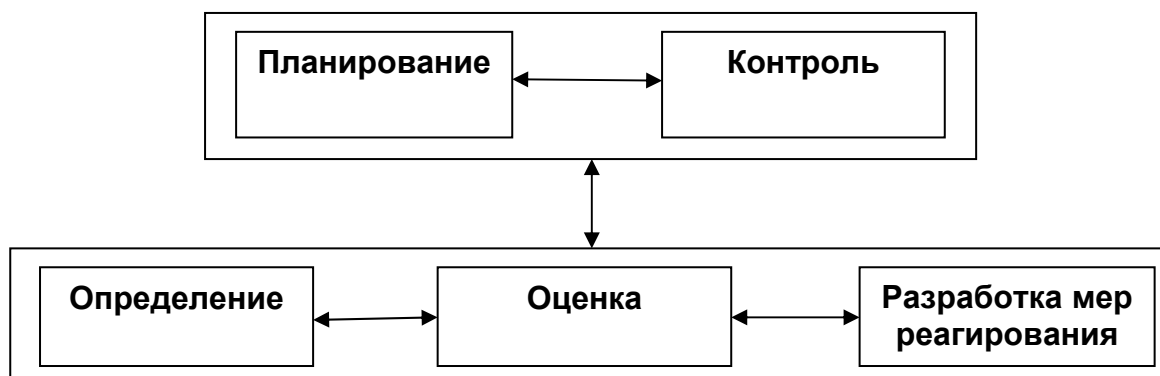 Планирование
Контроль
Определение
Оценка
Разработка мер
реагирования